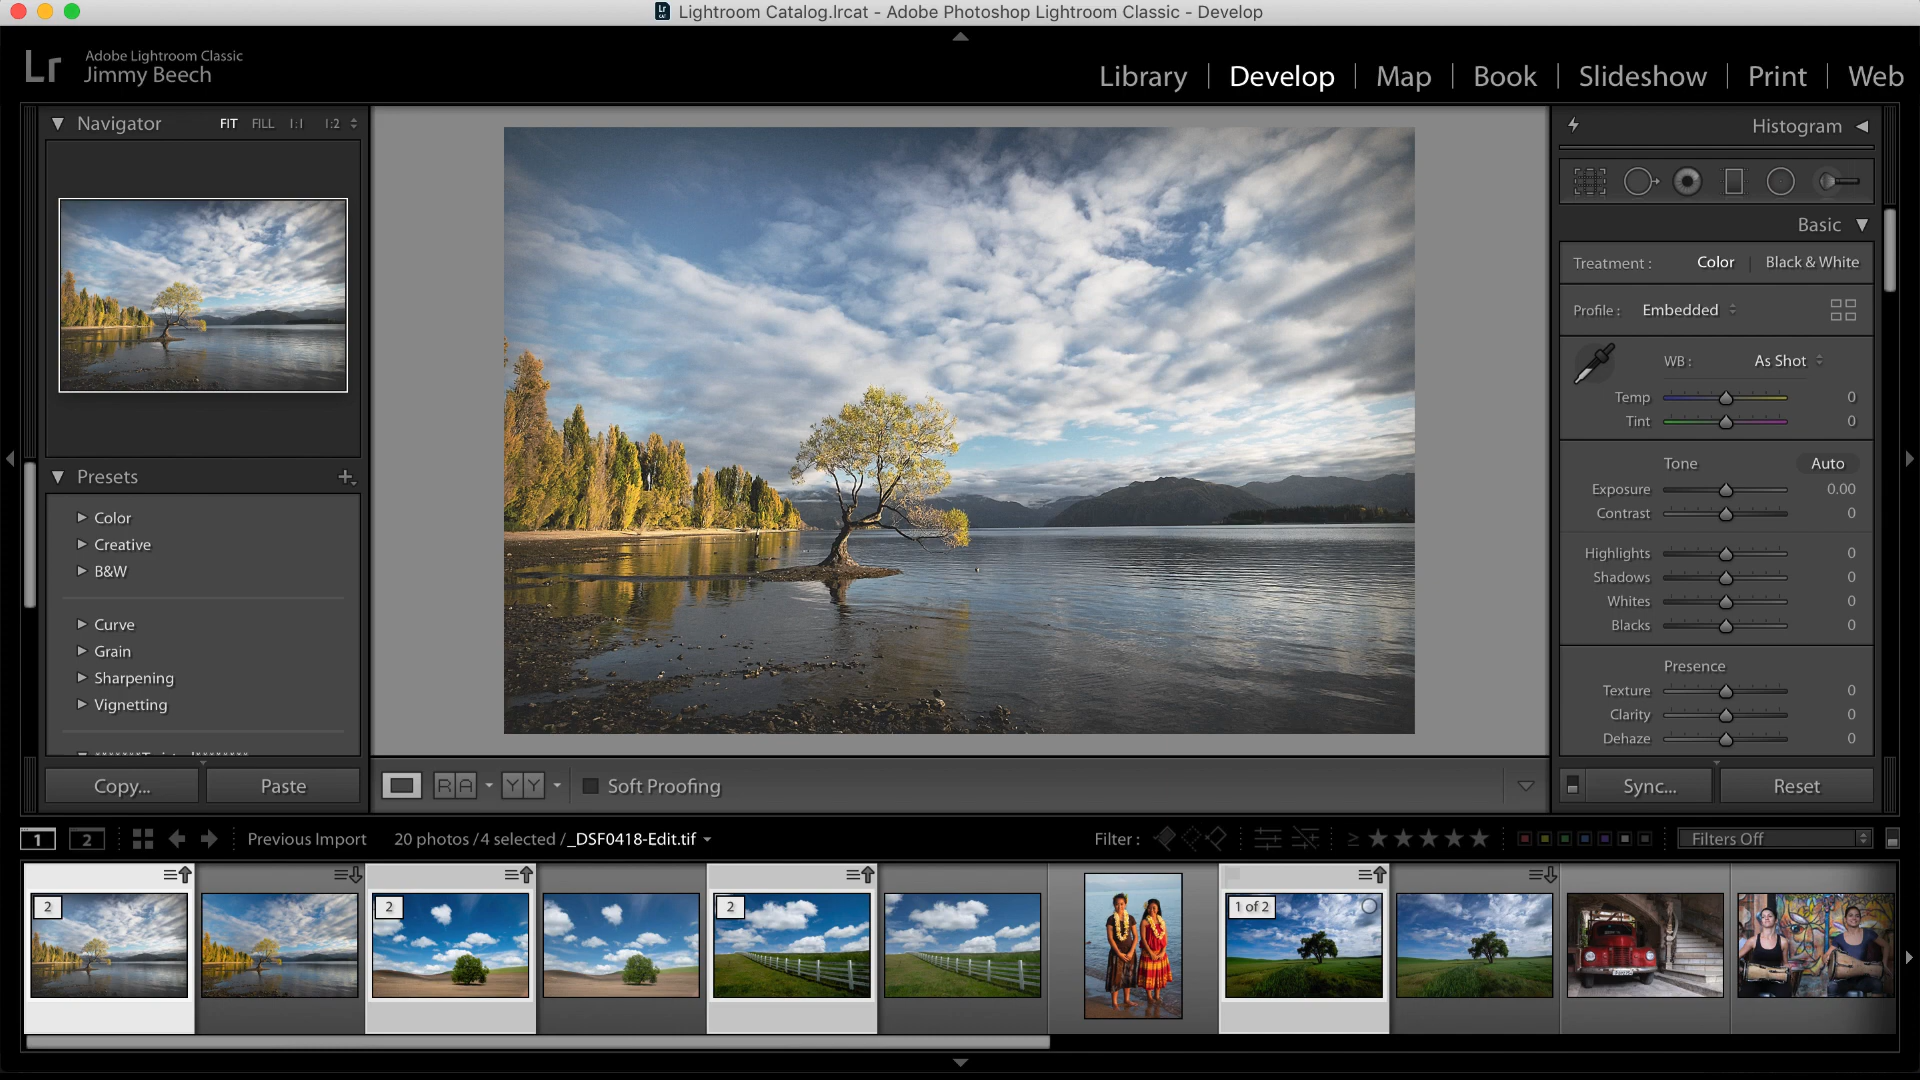 Lightroom Catalog.lrcat - Adobe Photoshop Lightroom Classic - Develop
Lr
Adobe Lightroom Classic
Jimmy Beech
Library | Develop | Map | Book | Slideshow | Print | Web
Navigator FIT FILL 1:1 1:2
Histogram
Basic
Treatment : Color Black & White
Profile : Embedded
WB : As Shot
Temp 0
Tint 0
Tone Auto
Exposure 0.00
Contrast 0
Highlights 0
Shadows 0
Whites 0
Blacks 0
Presence
Texture 0
Clarity 0
Dehaze 0
Presets
Color
Creative
B&W
Curve
Grain
Sharpening
Vignetting
Copy... Paste
R A Y Y Soft Proofing
Sync... Reset
1 2 Previous Import 20 photos / 4 selected / _DSF0418-Edit.tif Filter : ≥ ★★★★★ Filters Off
2 2 2 1 of 2